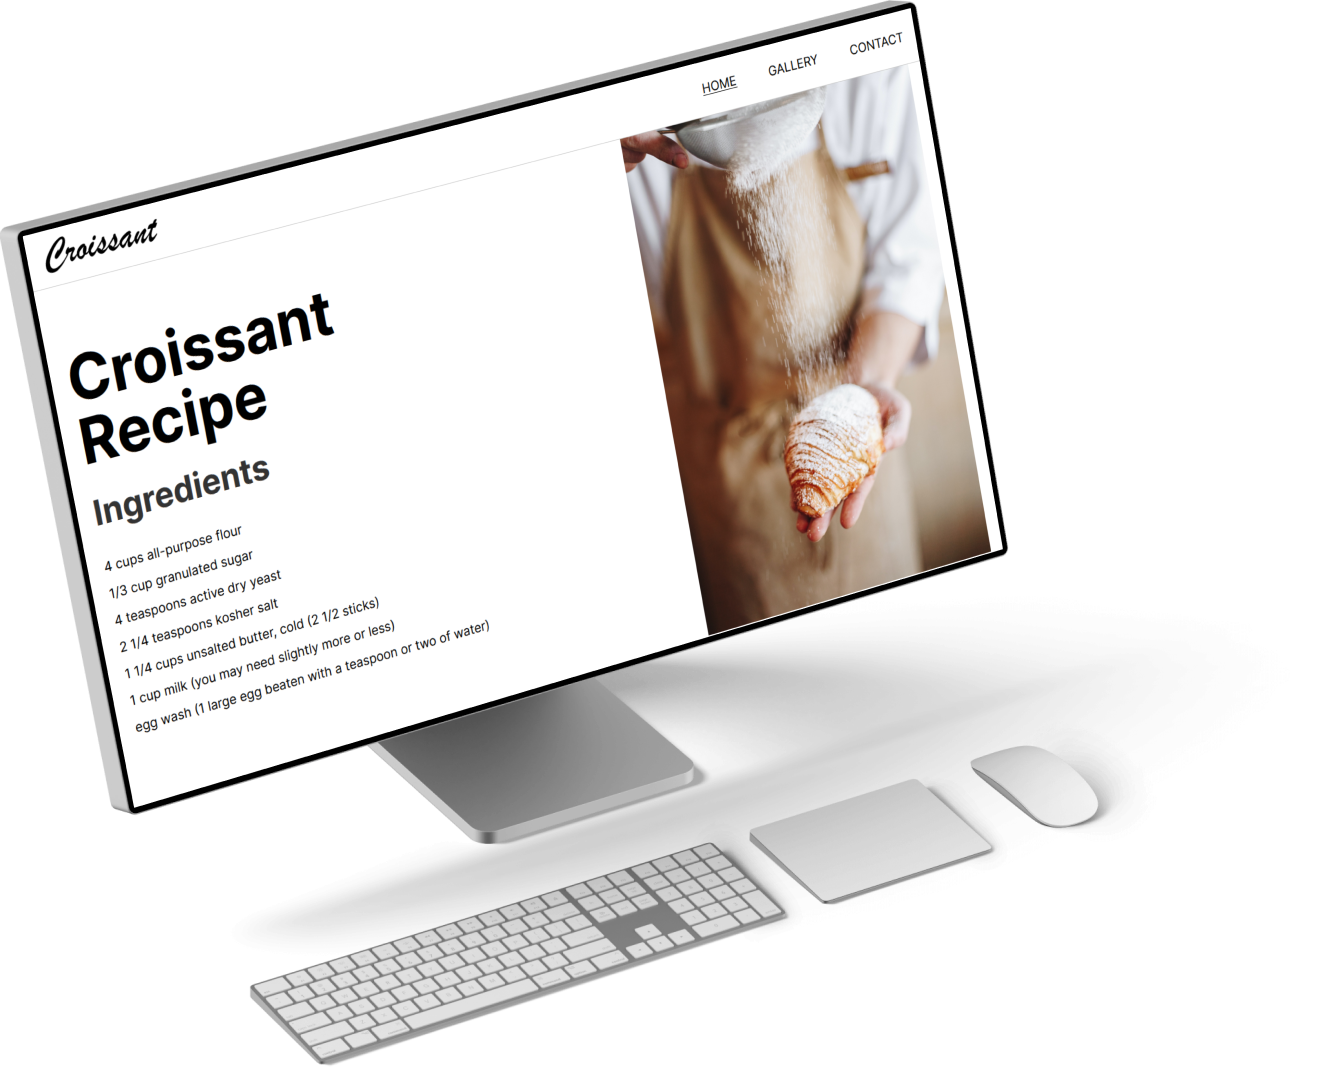 Croissant
HOME GALLERY CONTACT
Croissant
Recipe
Ingredients
4 cups all-purpose flour
1/3 cup granulated sugar
4 teaspoons active dry yeast
2 1/4 teaspoons kosher salt
1 1/4 cups unsalted butter, cold (2 1/2 sticks)
1 cup milk (you may need slightly more or less)
egg wash (1 large egg beaten with a teaspoon or two of water)